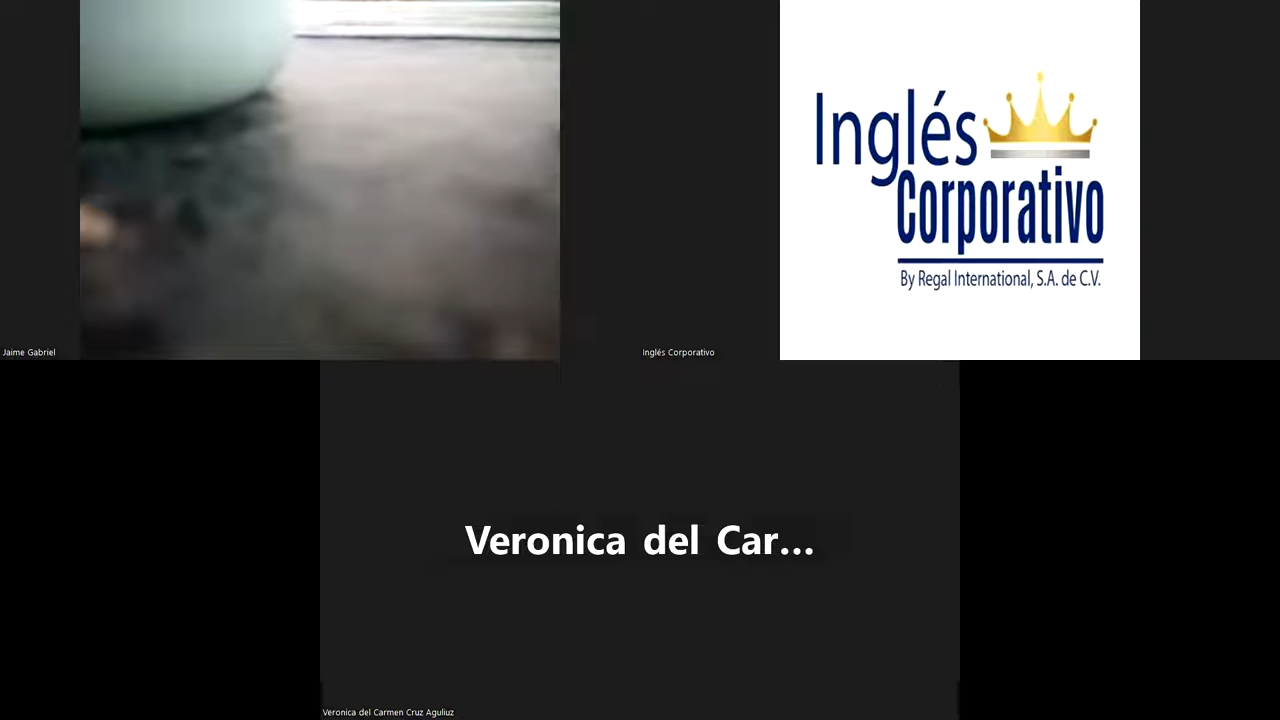 Inglés
Corporativo
By Regal International, S.A. de C.V.
Jaime Gabriel
Inglés Corporativo
Veronica del Car...
Veronica del Carmen Cruz Aguliuz